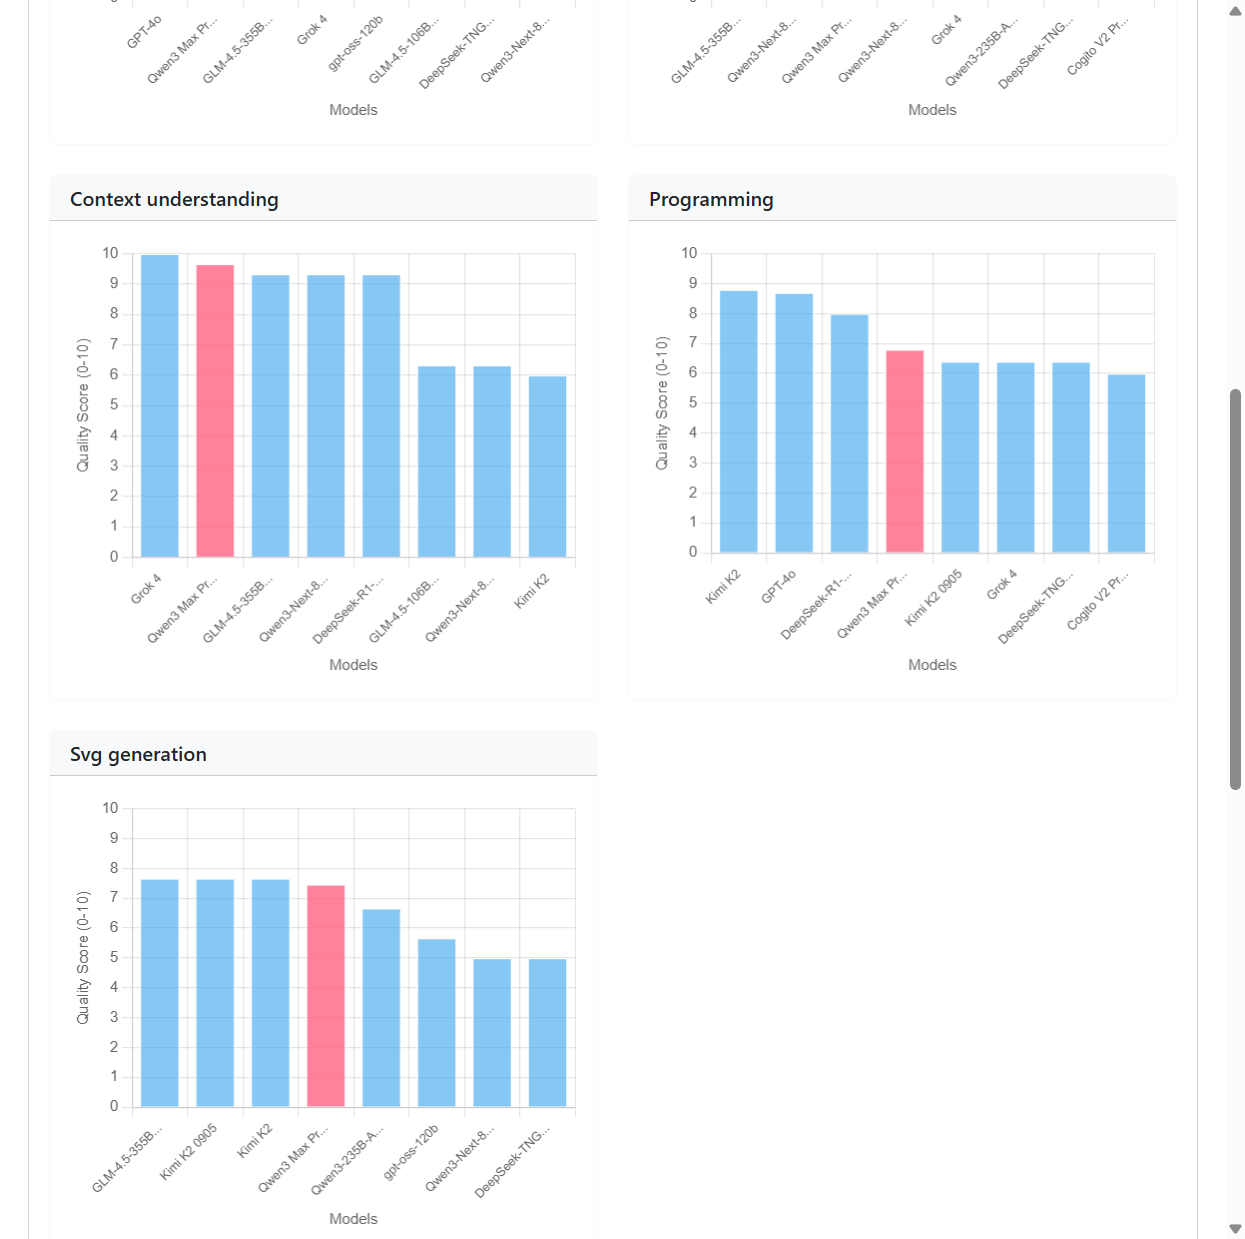 GPT-4o
Qwen3 Max Pr...
GLM-4.5-355B...
Grok 4
gpt-oss-120b
GLM-4.5-106B...
DeepSeek-TNG...
Qwen3-Next-8...
Models
GLM-4.5-355B...
Qwen3-Next-8...
Qwen3 Max Pr...
Qwen3-Next-8...
Grok 4
Qwen3-235B-A...
DeepSeek-TNG...
Cogito V2 Pr...
Models
Context understanding
Quality Score (0-10)
10
9
8
7
6
5
4
3
2
1
0
Grok 4
Qwen3 Max Pr...
GLM-4.5-355B...
Qwen3-Next-8...
DeepSeek-R1-...
GLM-4.5-106B...
Qwen3-Next-8...
Kimi K2
Models
Programming
Quality Score (0-10)
10
9
8
7
6
5
4
3
2
1
0
Kimi K2
GPT-4o
DeepSeek-R1-...
Qwen3 Max Pr...
Kimi K2 0905
Grok 4
DeepSeek-TNG...
Cogito V2 Pr...
Models
Svg generation
Quality Score (0-10)
10
9
8
7
6
5
4
3
2
1
0
GLM-4.5-355B...
Kimi K2 0905
Kimi K2
Qwen3 Max Pr...
Qwen3-235B-A...
gpt-oss-120b
Qwen3-Next-8...
DeepSeek-TNG...
Models